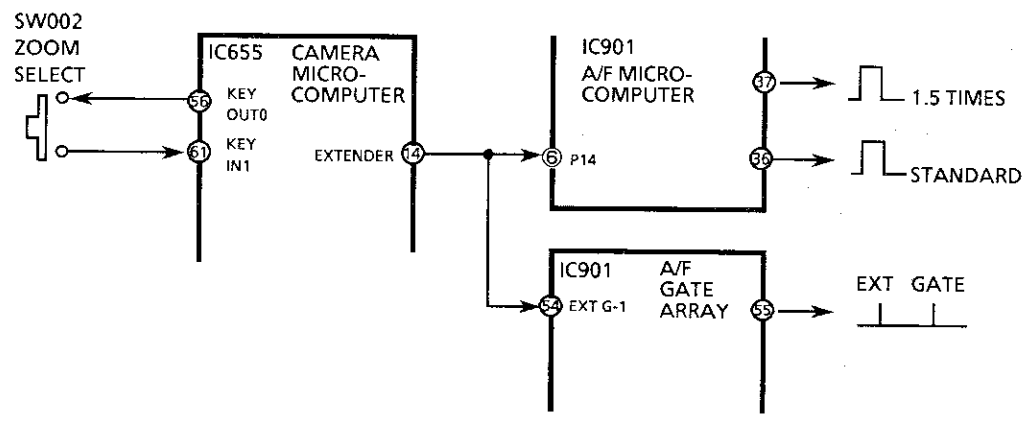 SW002
ZOOM
SELECT
IC655 CAMERA
MICRO-
COMPUTER
56 KEY
OUT0
61 KEY
IN1
EXTENDER 14
IC901
A/F MICRO-
COMPUTER
6 P14
37
1.5 TIMES
36
STANDARD
IC901 A/F
GATE
ARRAY
54 EXT G-1
55
EXT GATE